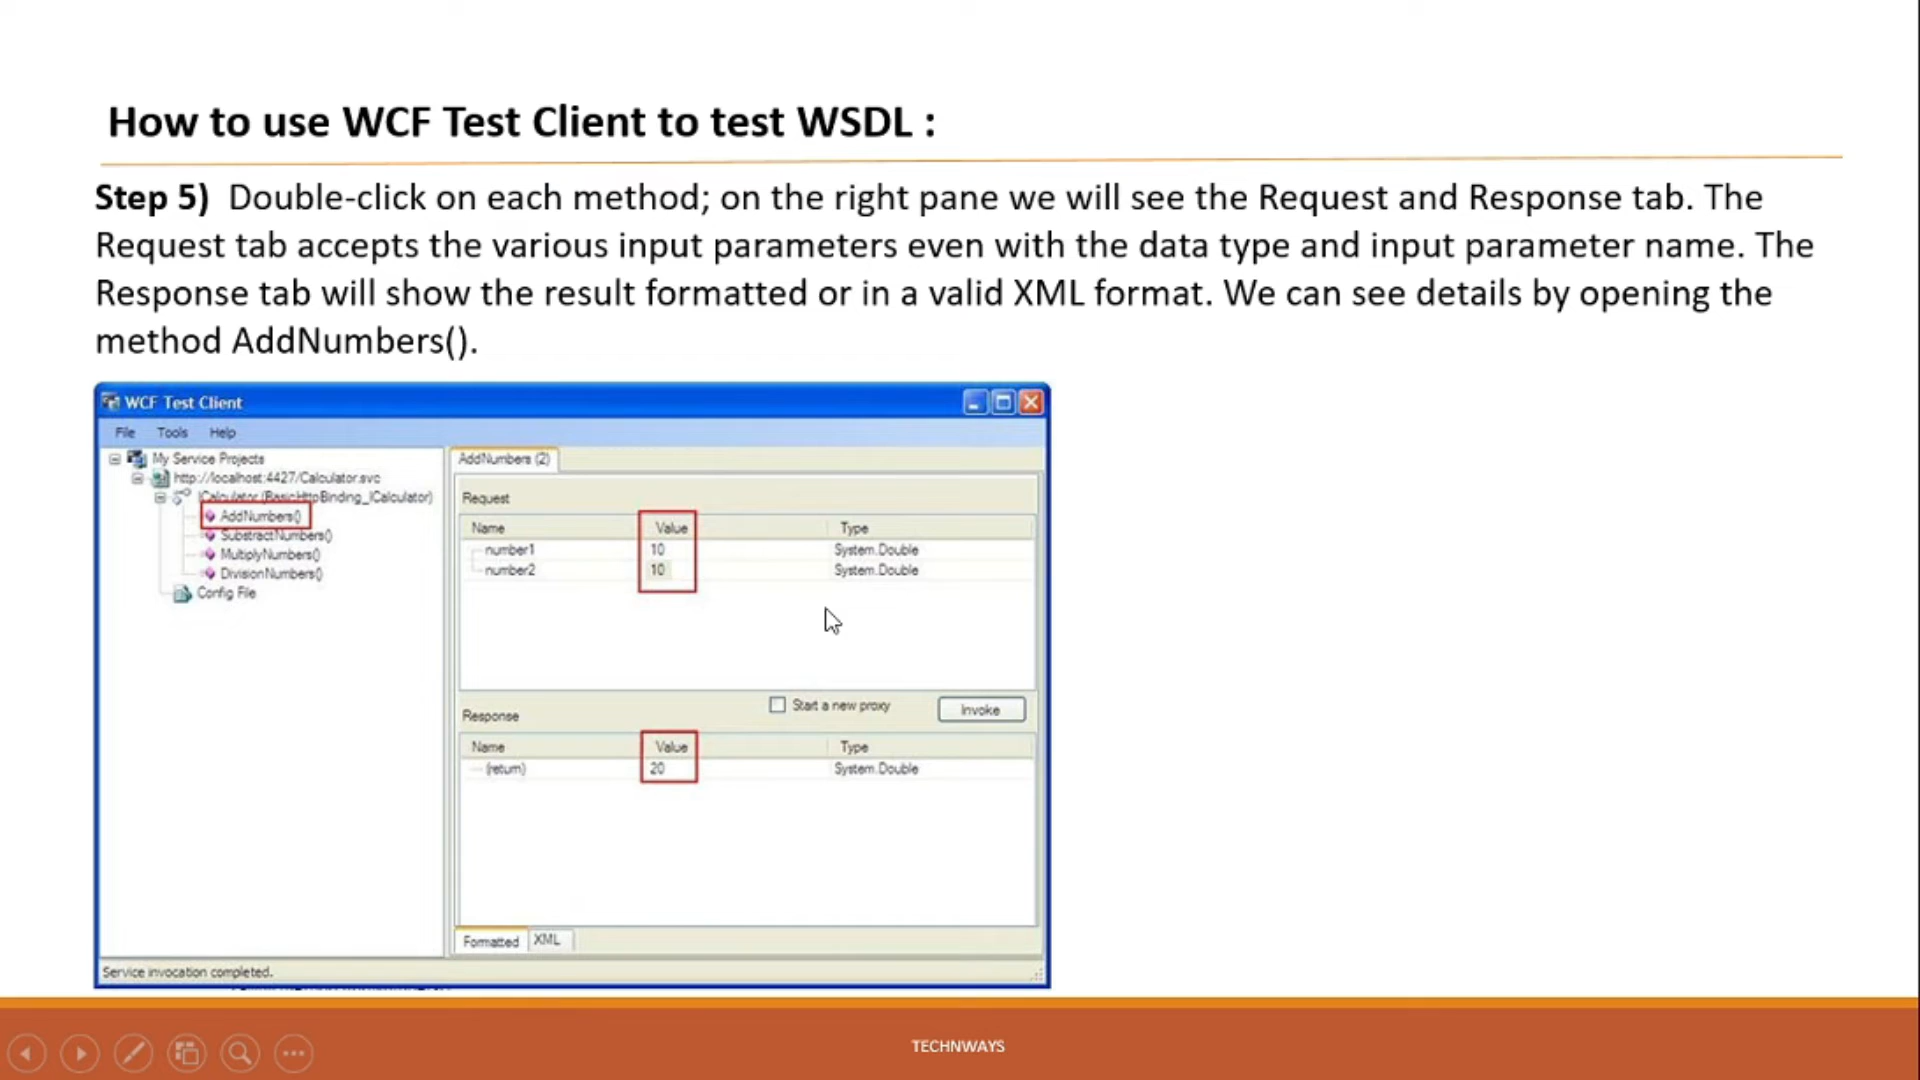 How to use WCF Test Client to test WSDL :
Step 5) Double-click on each method; on the right pane we will see the Request and Response tab. The
Request tab accepts the various input parameters even with the data type and input parameter name. The
Response tab will show the result formatted or in a valid XML format. We can see details by opening the
method AddNumbers().
WCF Test Client
File Tools Help
My Service Projects
http://localhost:4427/Calculator.svc
ICalculator (BasicHttpBinding_ICalculator)
AddNumbers()
SubstractNumbers()
MultiplyNumbers()
DivisionNumbers()
Config File
AddNumbers (2)
Request
Name Value Type
number1 10 System.Double
number2 10 System.Double
Start a new proxy Invoke
Response
Name Value Type
(return) 20 System.Double
Formatted XML
Service invocation completed.
TECHNWAYS